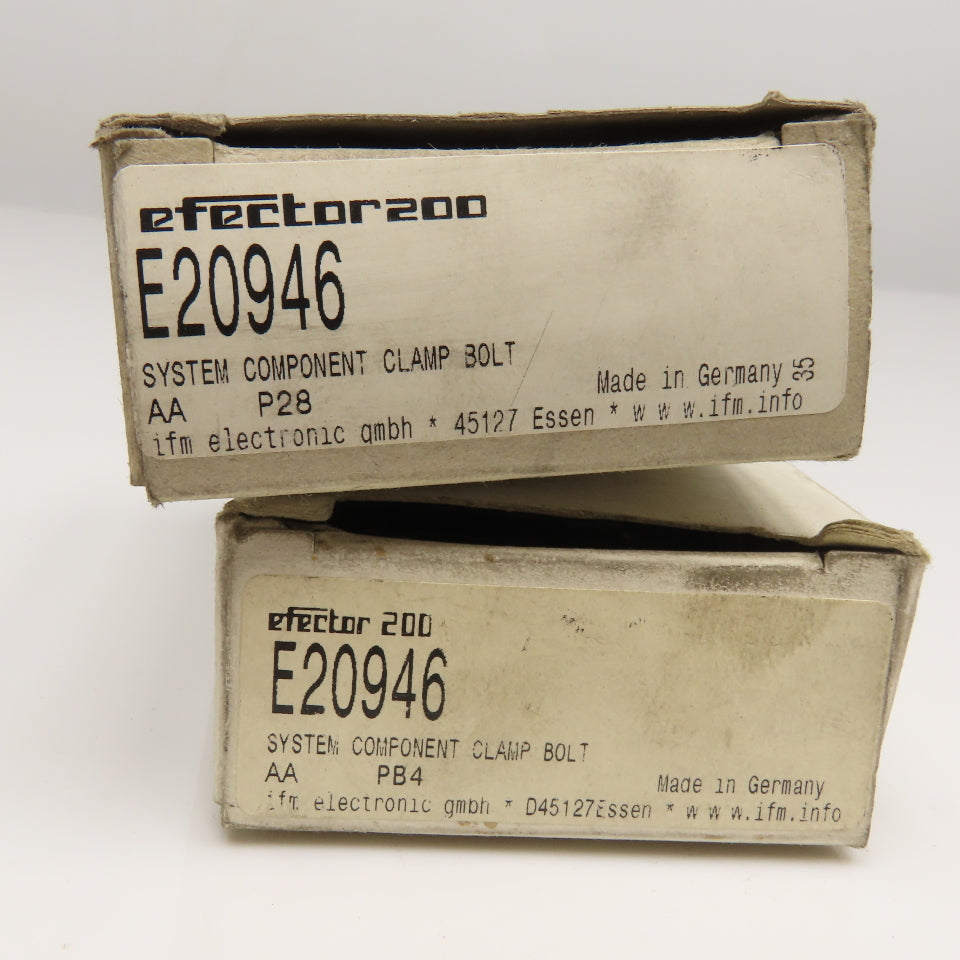 efector200
E20946
SYSTEM COMPONENT CLAMP BOLT
AA P28
Made in Germany 35
ifm electronic gmbh * 45127 Essen * w w w.ifm.info
efector 200
E20946
SYSTEM COMPONENT CLAMP BOLT
AA PB4
Made in Germany
ifm electronic gmbh * D45127Essen * w w w.ifm.info